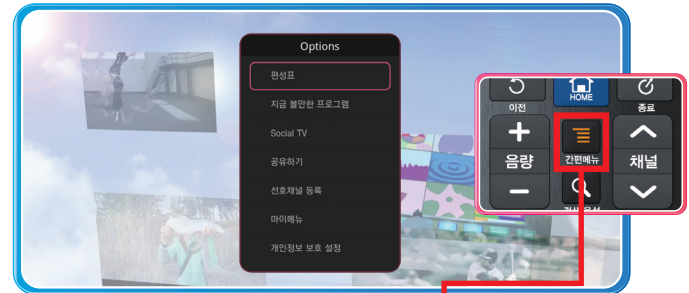 Options
편성표
지금 볼만한 프로그램
Social TV
공유하기
선호채널 등록
마이메뉴
개인정보 보호 설정
이전
HOME
종료
음량
간편메뉴
채널